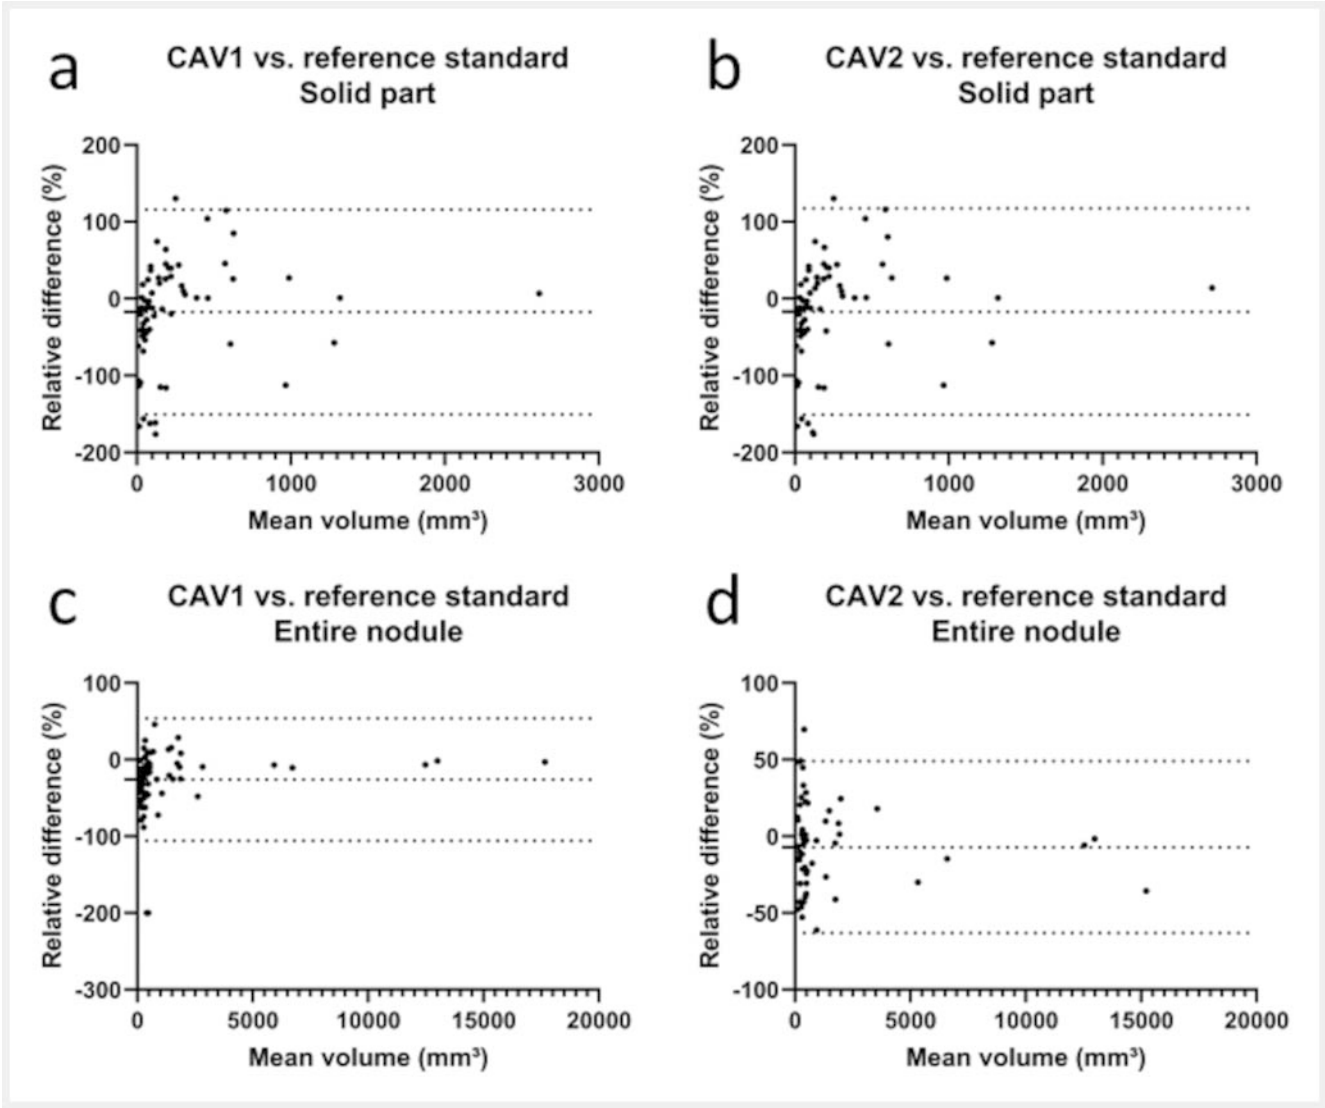 a
CAV1 vs. reference standard
Solid part
Relative difference (%)
200
100
0
-100
-200
0 1000 2000 3000
Mean volume (mm³)
b
CAV2 vs. reference standard
Solid part
Relative difference (%)
200
100
0
-100
-200
0 1000 2000 3000
Mean volume (mm³)
c
CAV1 vs. reference standard
Entire nodule
Relative difference (%)
100
0
-100
-200
-300
0 5000 10000 15000 20000
Mean volume (mm³)
d
CAV2 vs. reference standard
Entire nodule
Relative difference (%)
100
50
0
-50
-100
0 5000 10000 15000 20000
Mean volume (mm³)